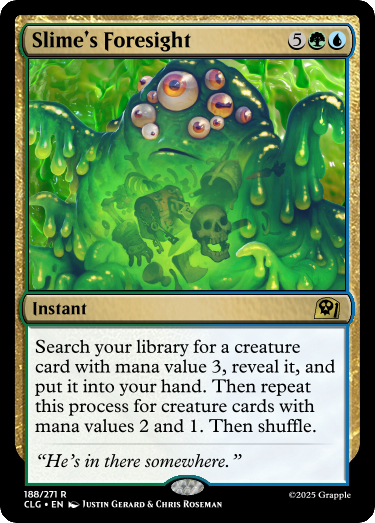 Slime's Foresight 5
Instant
Search your library for a creature
card with mana value 3, reveal it, and
put it into your hand. Then repeat
this process for creature cards with
mana values 2 and 1. Then shuffle.
“He's in there somewhere.”
188/271 R
CLG • EN Justin Gerard & Chris Roseman ©2025 Grapple